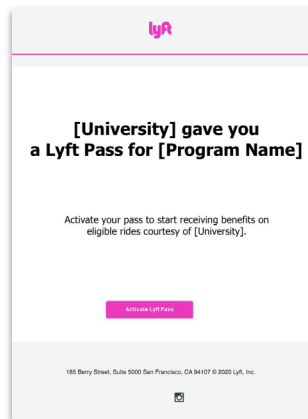 lyft
[University] gave you
a Lyft Pass for [Program Name]
Activate your pass to start receiving benefits on
eligible rides courtesy of [University].
Activate Lyft Pass
185 Berry Street, Suite 5000 San Francisco, CA 94107 © 2020 Lyft, Inc.